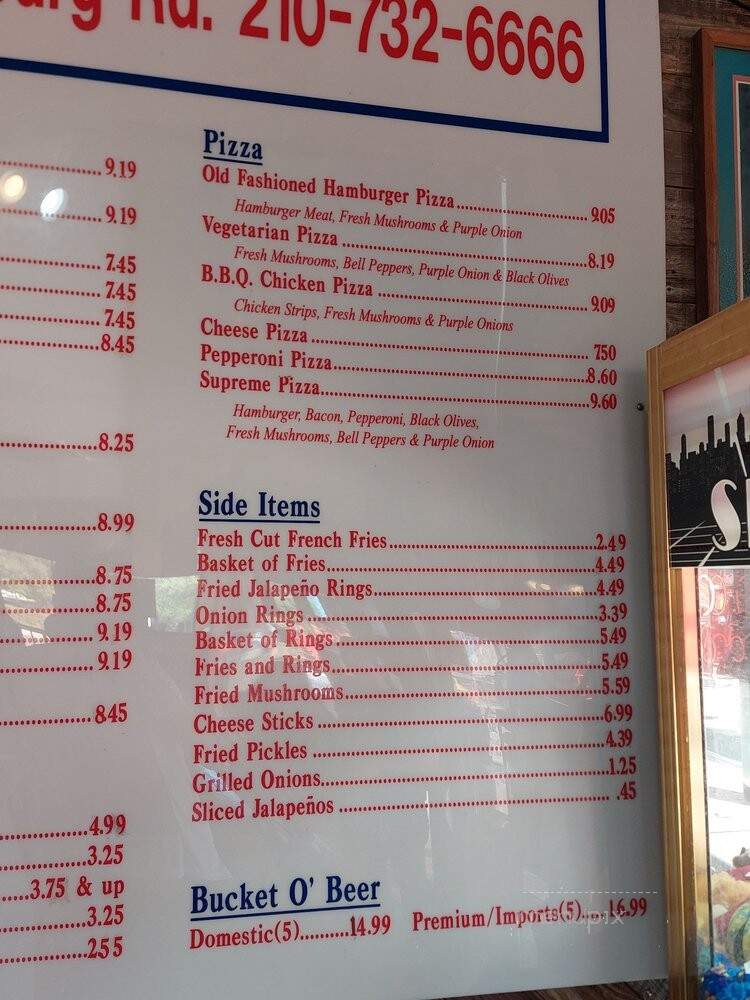 Rd. 210-732-6666
9.19
9.19
7.45
7.45
7.45
8.45
8.25
8.99
8.75
8.75
9.19
9.19
8.45
4.99
3.25
3.75 & up
3.25
2.55
Pizza
Old Fashioned Hamburger Pizza 9.05
Hamburger Meat, Fresh Mushrooms & Purple Onion
Vegetarian Pizza 8.19
Fresh Mushrooms, Bell Peppers, Purple Onion & Black Olives
B.B.Q. Chicken Pizza 9.09
Chicken Strips, Fresh Mushrooms & Purple Onions
Cheese Pizza 7.50
Pepperoni Pizza 8.60
Supreme Pizza 9.60
Hamburger, Bacon, Pepperoni, Black Olives,
Fresh Mushrooms, Bell Peppers & Purple Onion
Side Items
Fresh Cut French Fries 2.49
Basket of Fries 4.49
Fried Jalapeño Rings 4.49
Onion Rings 3.39
Basket of Rings 5.49
Fries and Rings 5.49
Fried Mushrooms 5.59
Cheese Sticks 6.99
Fried Pickles 4.39
Grilled Onions 1.25
Sliced Jalapeños .45
Bucket O' Beer
Domestic(5) 14.99 Premium/Imports(5) 16.99